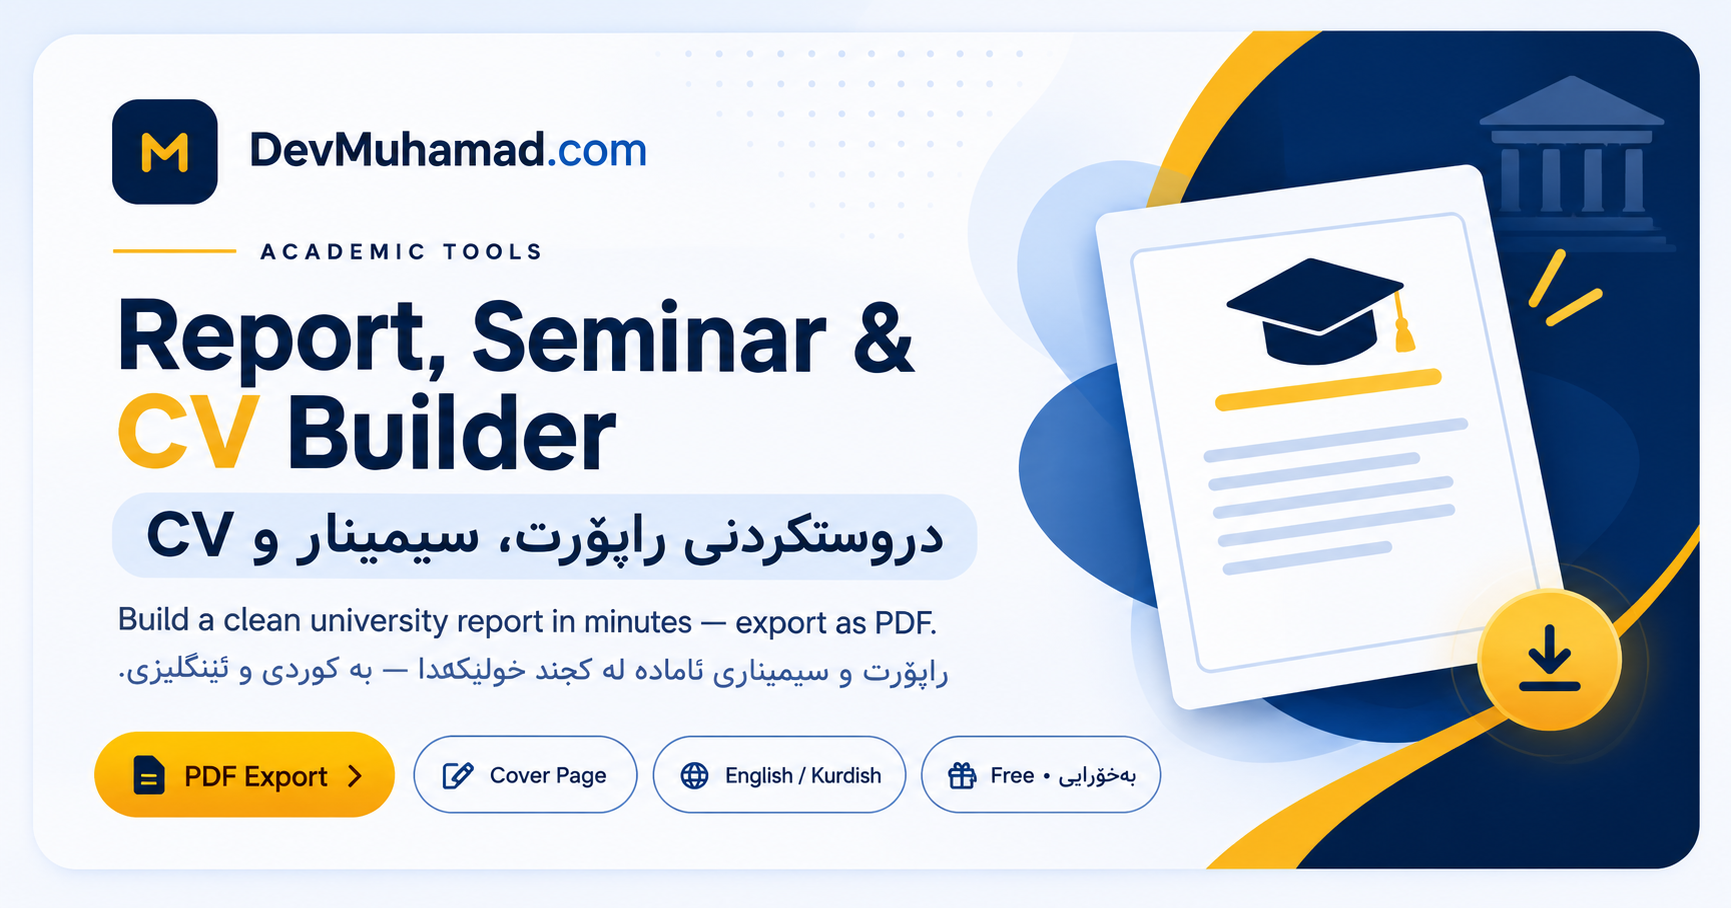 M
DevMuhamad.com
ACADEMIC TOOLS
Report, Seminar &
CV Builder
دروستکردنی راپۆرت، سیمینار و CV
Build a clean university report in minutes — export as PDF.
راپۆرت و سیمیناری ئامادە لە کجند خولیکەدا — بە کوردی و ئینگلیزی.
PDF Export
Cover Page
English / Kurdish
Free • بەخۆرایی